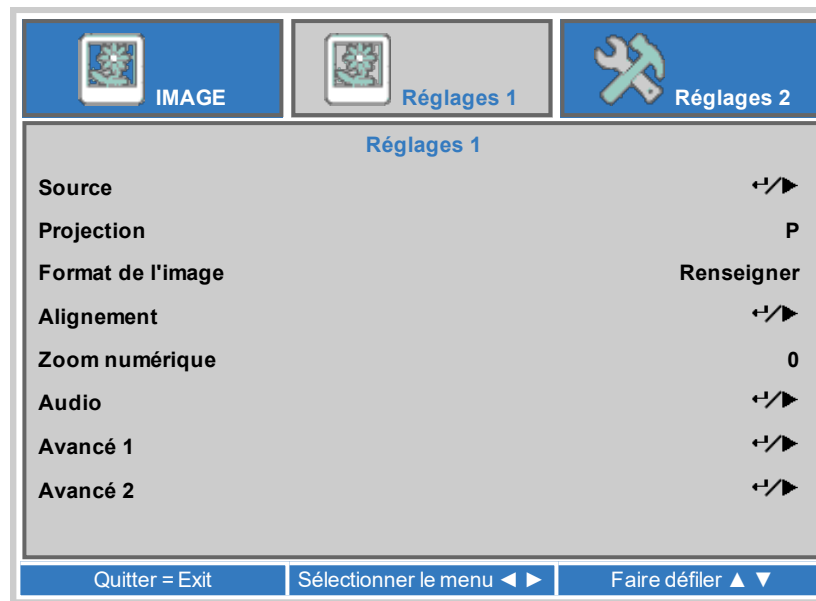 IMAGE
Réglages 1
Réglages 2
Réglages 1
Source ↵/►
Projection P
Format de l'image Renseigner
Alignement ↵/►
Zoom numérique 0
Audio ↵/►
Avancé 1 ↵/►
Avancé 2 ↵/►
Quitter = Exit
Sélectionner le menu ◄ ►
Faire défiler ▲ ▼